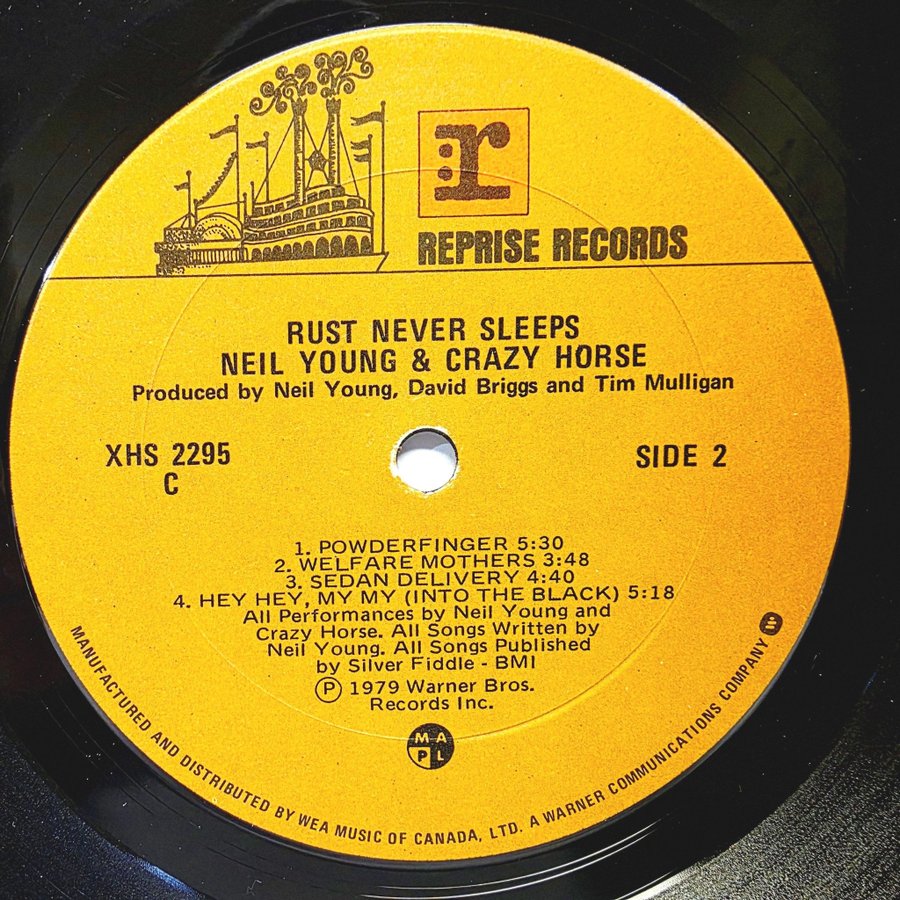 r
REPRISE RECORDS
RUST NEVER SLEEPS
NEIL YOUNG & CRAZY HORSE
Produced by Neil Young, David Briggs and Tim Mulligan
XHS 2295
C
SIDE 2
1. POWDERFINGER 5:30
2. WELFARE MOTHERS 3:48
3. SEDAN DELIVERY 4:40
4. HEY HEY, MY MY (INTO THE BLACK) 5:18
All Performances by Neil Young and
Crazy Horse. All Songs Written by
Neil Young. All Songs Published
by Silver Fiddle - BMI
Ⓟ 1979 Warner Bros.
Records Inc.
MA
PL
MANUFACTURED AND DISTRIBUTED BY WEA MUSIC OF CANADA, LTD. A WARNER COMMUNICATIONS COMPANY